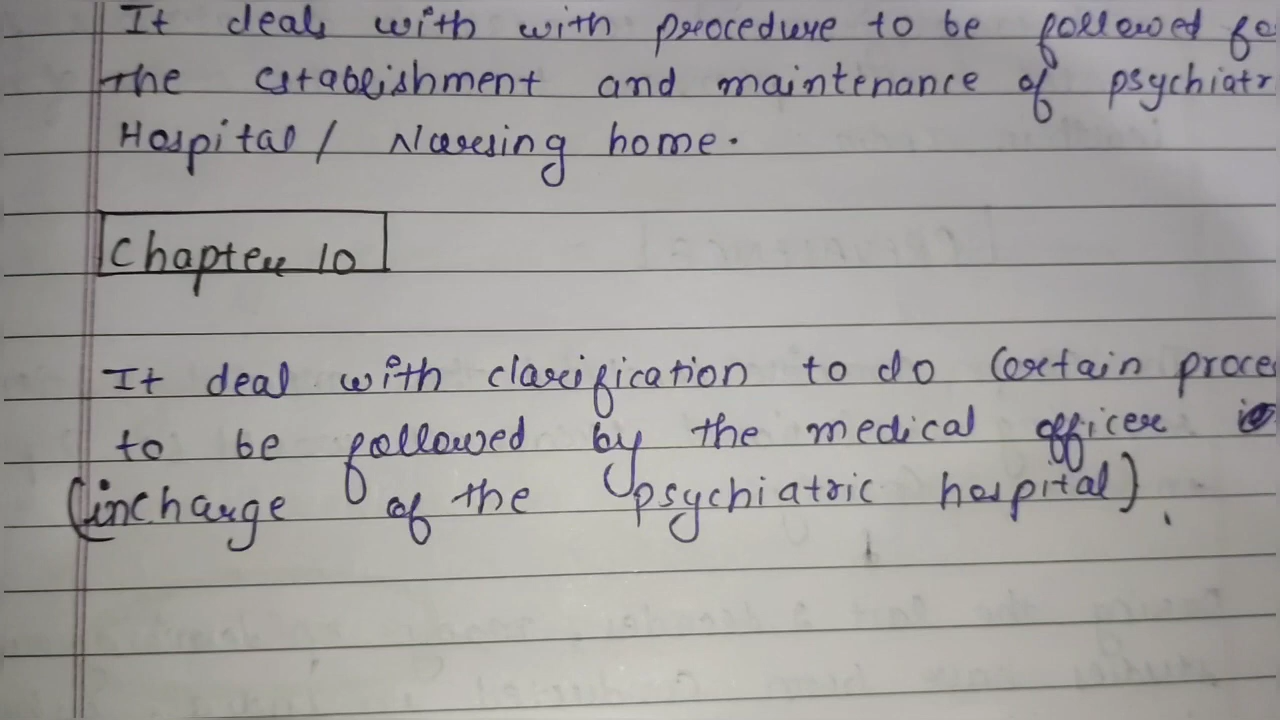 It deals with with procedure to be followed fo
the establishment and maintenance of psychiatr
Hospital / Nursing home.
Chapter 10
It deal with clarification to do Certain proce
to be followed by the medical officer
(incharge of the (psychiatric hospital)